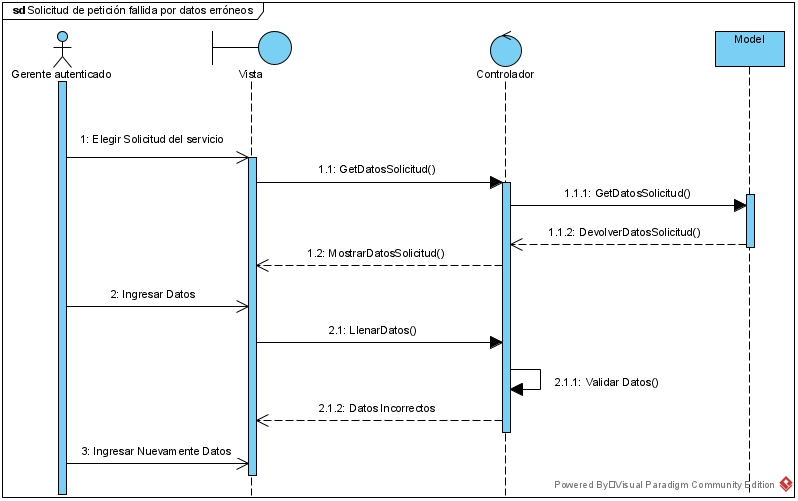 sd Solicitud de petición fallida por datos erróneos
Gerente autenticado
Vista
Controlador
Model
1: Elegir Solicitud del servicio
1.1: GetDatosSolicitud()
1.1.1: GetDatosSolicitud()
1.1.2: DevolverDatosSolicitud()
1.2: MostrarDatosSolicitud()
2: Ingresar Datos
2.1: LlenarDatos()
2.1.1: Validar Datos()
2.1.2: Datos Incorrectos
3: Ingresar Nuevamente Datos
Powered By Visual Paradigm Community Edition